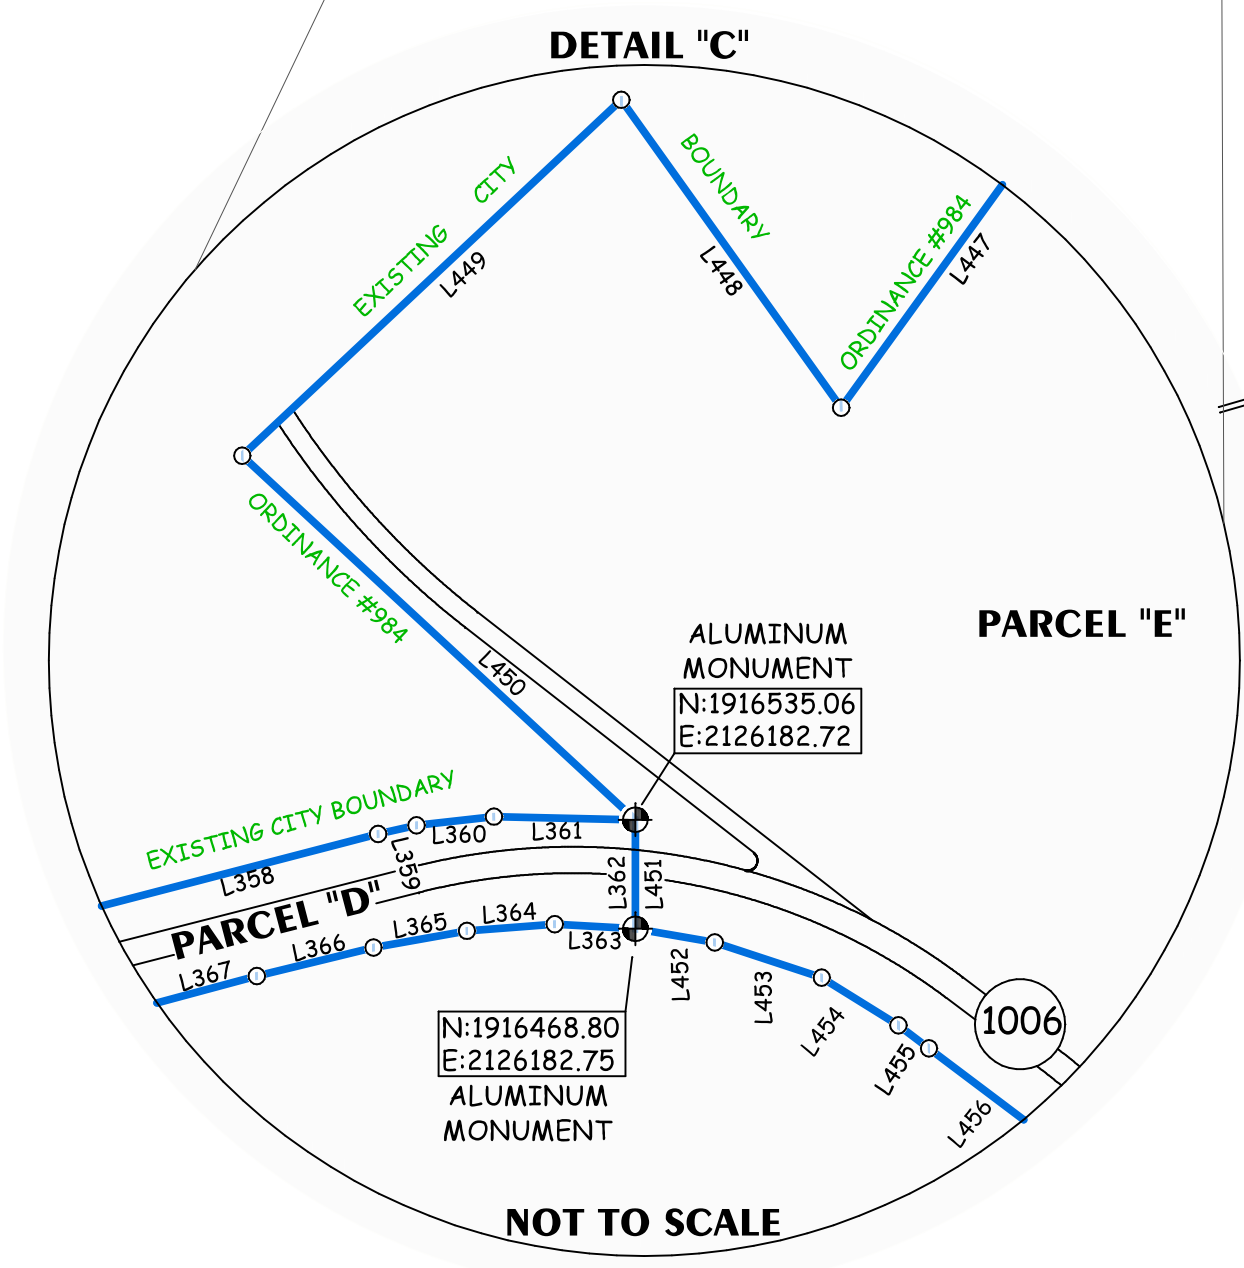 DETAIL "C"
EXISTING CITY
BOUNDARY
ORDINANCE #984
L449
L448
L447
ORDINANCE #984
L450
PARCEL "E"
ALUMINUM
MONUMENT
N:1916535.06
E:2126182.72
EXISTING CITY BOUNDARY
L358
L359
L360
L361
L362
L451
PARCEL "D"
L367
L366
L365
L364
L363
L452
L453
L454
L455
L456
1006
N:1916468.80
E:2126182.75
ALUMINUM
MONUMENT
NOT TO SCALE